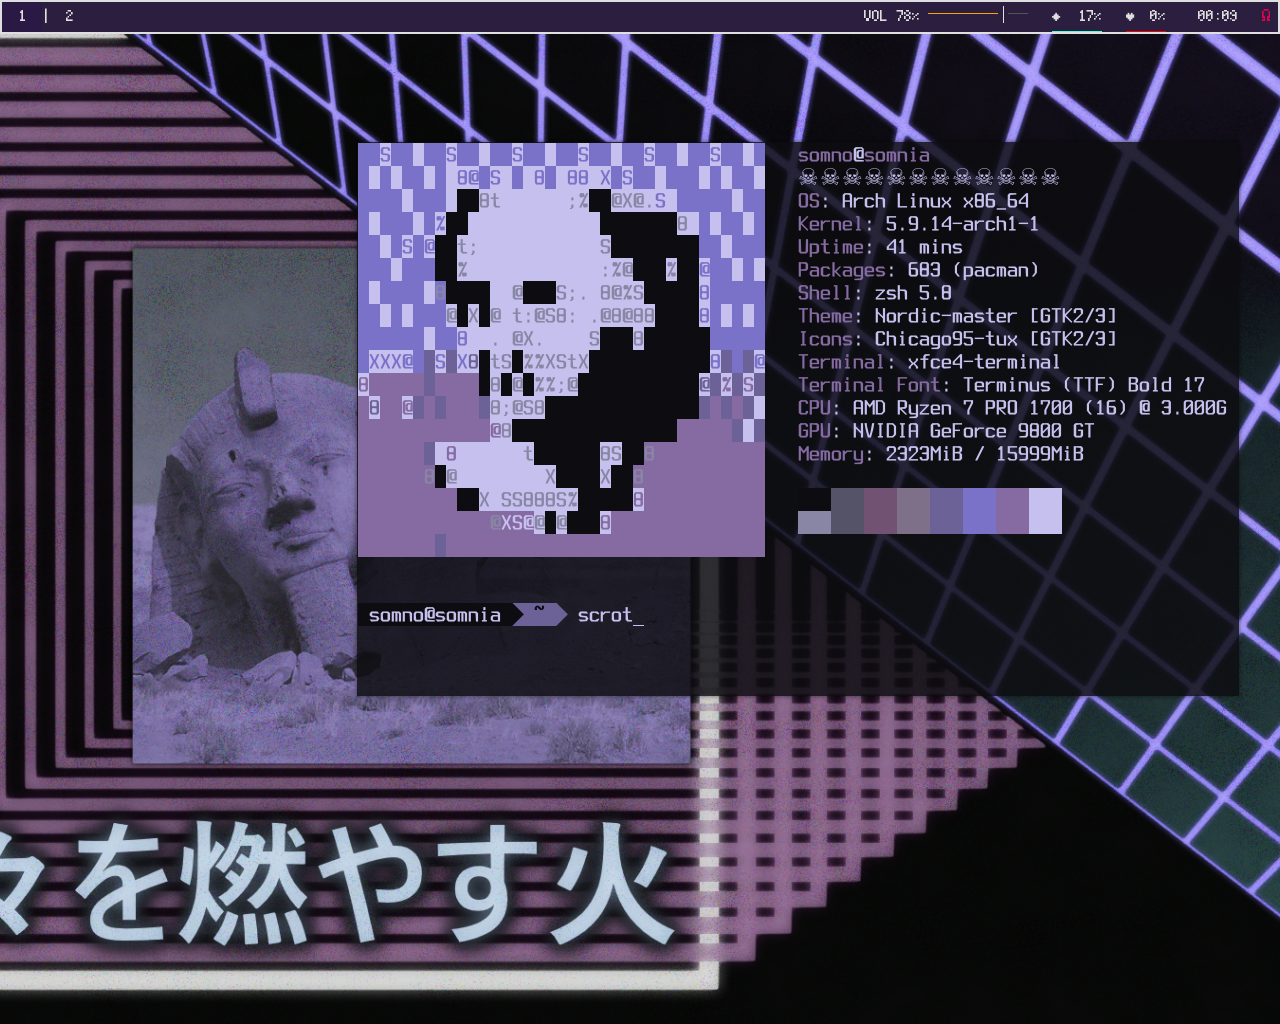 1 | 2 VOL 78% 17% 0% 00:09 Ω
somno@somnia
☠☠☠☠☠☠☠☠☠☠☠☠
OS: Arch Linux x86_64
Kernel: 5.9.14-arch1-1
Uptime: 41 mins
Packages: 683 (pacman)
Shell: zsh 5.8
Theme: Nordic-master [GTK2/3]
Icons: Chicago95-tux [GTK2/3]
Terminal: xfce4-terminal
Terminal Font: Terminus (TTF) Bold 17
CPU: AMD Ryzen 7 PRO 1700 (16) @ 3.000G
GPU: NVIDIA GeForce 9800 GT
Memory: 2323MiB / 15999MiB
somno@somnia ~ scrot_
々を燃やす火